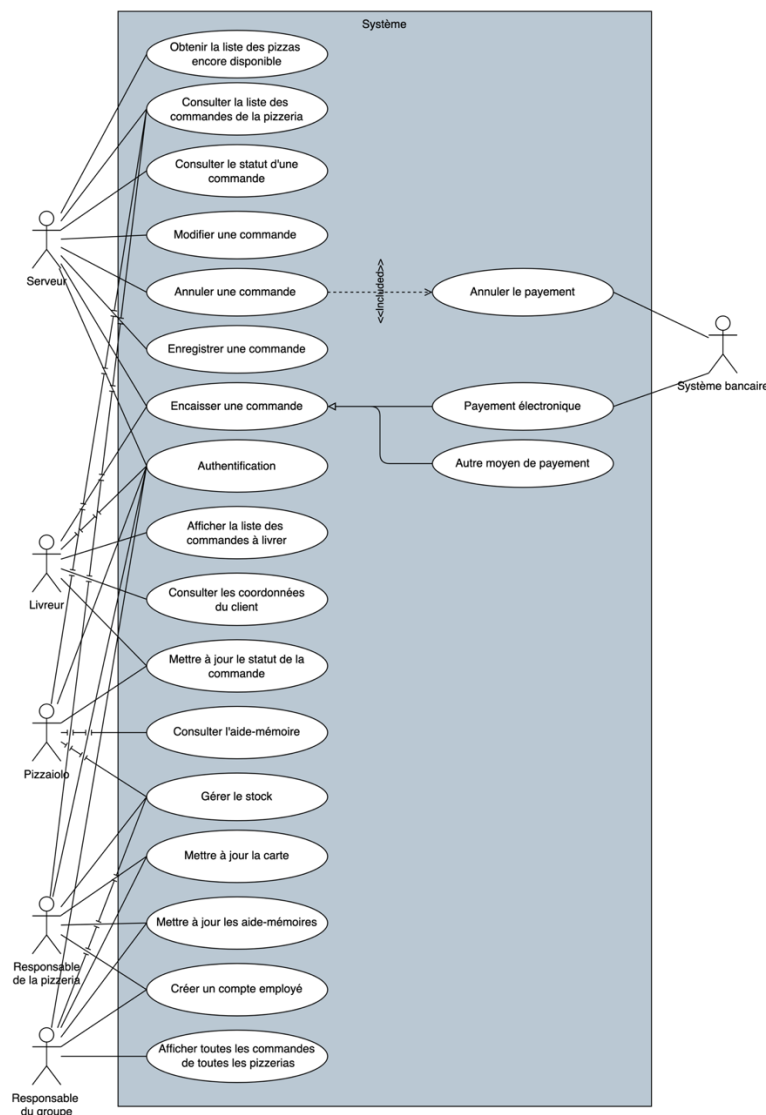 Système
Obtenir la liste des pizzas
encore disponible
Consulter la liste des
commandes de la pizzeria
Consulter le statut d'une
commande
Modifier une commande
Serveur
Annuler une commande
<<Included>>
Annuler le payement
Enregistrer une commande
Système bancaire
Encaisser une commande
Payement électronique
Autre moyen de payement
Authentification
Afficher la liste des
commandes à livrer
Livreur
Consulter les coordonnées
du client
Mettre à jour le statut de la
commande
Consulter l'aide-mémoire
Pizzaiolo
Gérer le stock
Mettre à jour la carte
Mettre à jour les aide-mémoires
Responsable
de la pizzeria
Créer un compte employé
Afficher toutes les commandes
de toutes les pizzerias
Responsable
du groupe